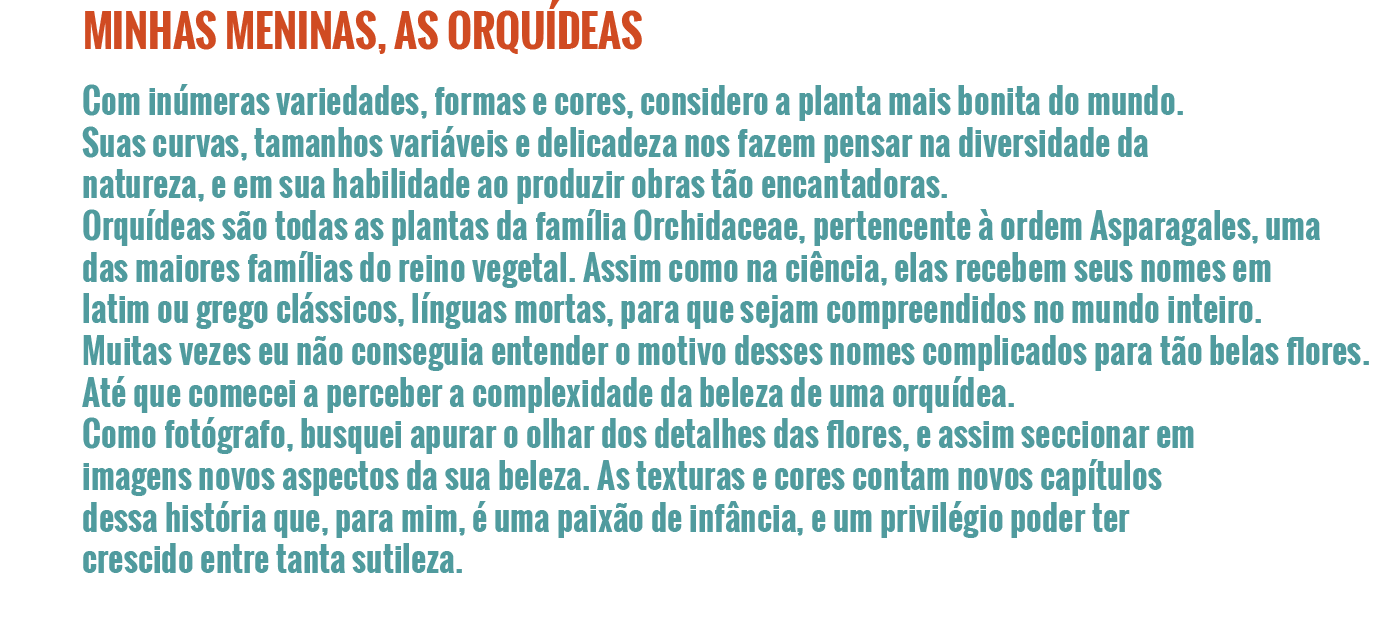 MINHAS MENINAS, AS ORQUÍDEAS
Com inúmeras variedades, formas e cores, considero a planta mais bonita do mundo.
Suas curvas, tamanhos variáveis e delicadeza nos fazem pensar na diversidade da
natureza, e em sua habilidade ao produzir obras tão encantadoras.
Orquídeas são todas as plantas da família Orchidaceae, pertencente à ordem Asparagales, uma
das maiores famílias do reino vegetal. Assim como na ciência, elas recebem seus nomes em
latim ou grego clássicos, línguas mortas, para que sejam compreendidos no mundo inteiro.
Muitas vezes eu não conseguia entender o motivo desses nomes complicados para tão belas flores.
Até que comecei a perceber a complexidade da beleza de uma orquídea.
Como fotógrafo, busquei apurar o olhar dos detalhes das flores, e assim seccionar em
imagens novos aspectos da sua beleza. As texturas e cores contam novos capítulos
dessa história que, para mim, é uma paixão de infância, e um privilégio poder ter
crescido entre tanta sutileza.